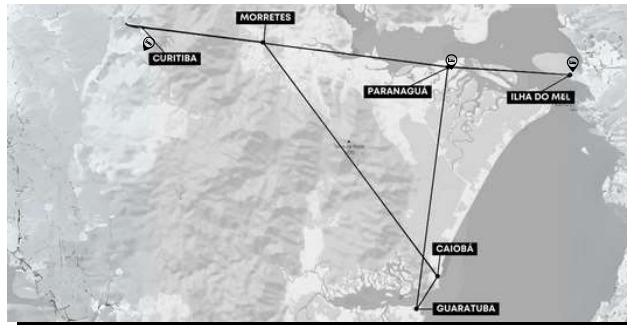 MORRETES
CURITIBA
PARANAGUÁ
ILHA DO MEL
CAIOBÁ
GUARATUBA